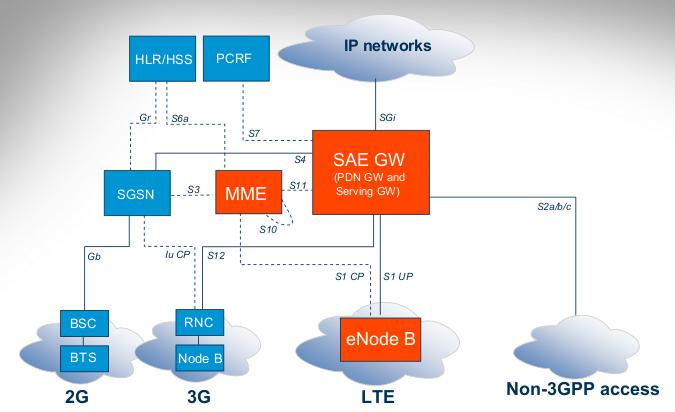 IP networks
HLR/HSS
PCRF
Gr
S6a
SGi
S7
S4
SAE GW
(PDN GW and
Serving GW)
SGSN
S3
MME
S11
S10
S2a/b/c
Gb
Iu CP
S12
S1 CP
S1 UP
BSC
BTS
RNC
Node B
eNode B
2G
3G
LTE
Non-3GPP access